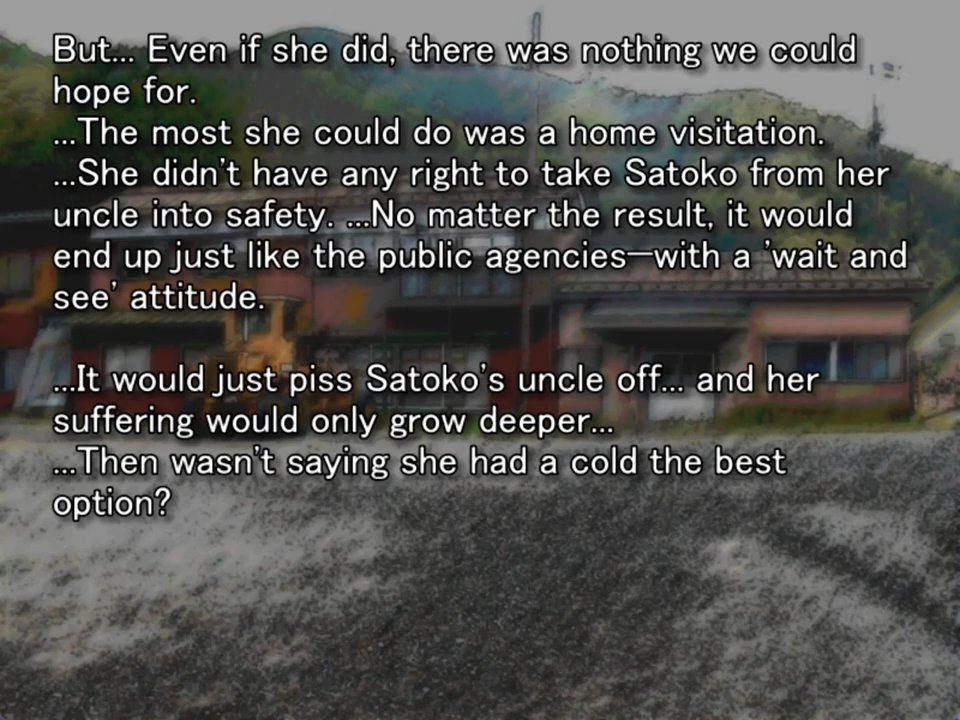 But... Even if she did, there was nothing we could
hope for.
...The most she could do was a home visitation.
...She didn't have any right to take Satoko from her
uncle into safety. ...No matter the result, it would
end up just like the public agencies—with a 'wait and
see' attitude.
...It would just piss Satoko's uncle off... and her
suffering would only grow deeper...
...Then wasn't saying she had a cold the best
option?